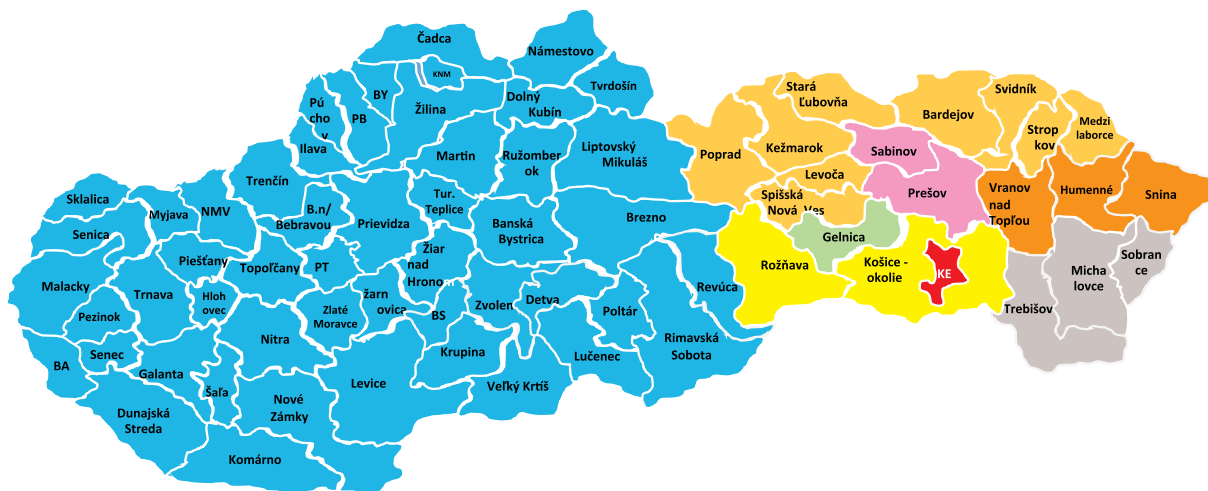 Čadca
Námestovo
KNM
Tvrdošín
BY
Žilina
Dolný
Kubín
Pú
cho
v
PB
Ilava
Martin
Ružomber
ok
Liptovský
Mikuláš
Trenčín
Tur.
Teplice
Sklalica
Myjava
NMV
B.n/
Bebravou
Prievidza
Banská
Bystrica
Brezno
Senica
Piešťany
Topoľčany
PT
Žiar
nad
Hronom
Malacky
Trnava
Hloh
ovec
Zlaté
Moravce
žarn
ovica
BS
Zvolen
Detva
Poltár
Revúca
Pezinok
Senec
BA
Galanta
Nitra
Krupina
Lučenec
Rimavská
Sobota
Šaľa
Levice
Veľký Krtíš
Dunajská
Streda
Nové
Zámky
Komárno
Stará
Ľubovňa
Svidník
Bardejov
Strop
kov
Medzi
laborce
Poprad
Kežmarok
Sabinov
Levoča
Prešov
Vranov
nad
Topľou
Humenné
Snina
Spišská
Nová Ves
Gelnica
Rožňava
Košice -
okolie
KE
Trebišov
Micha
lovce
Sobran
ce